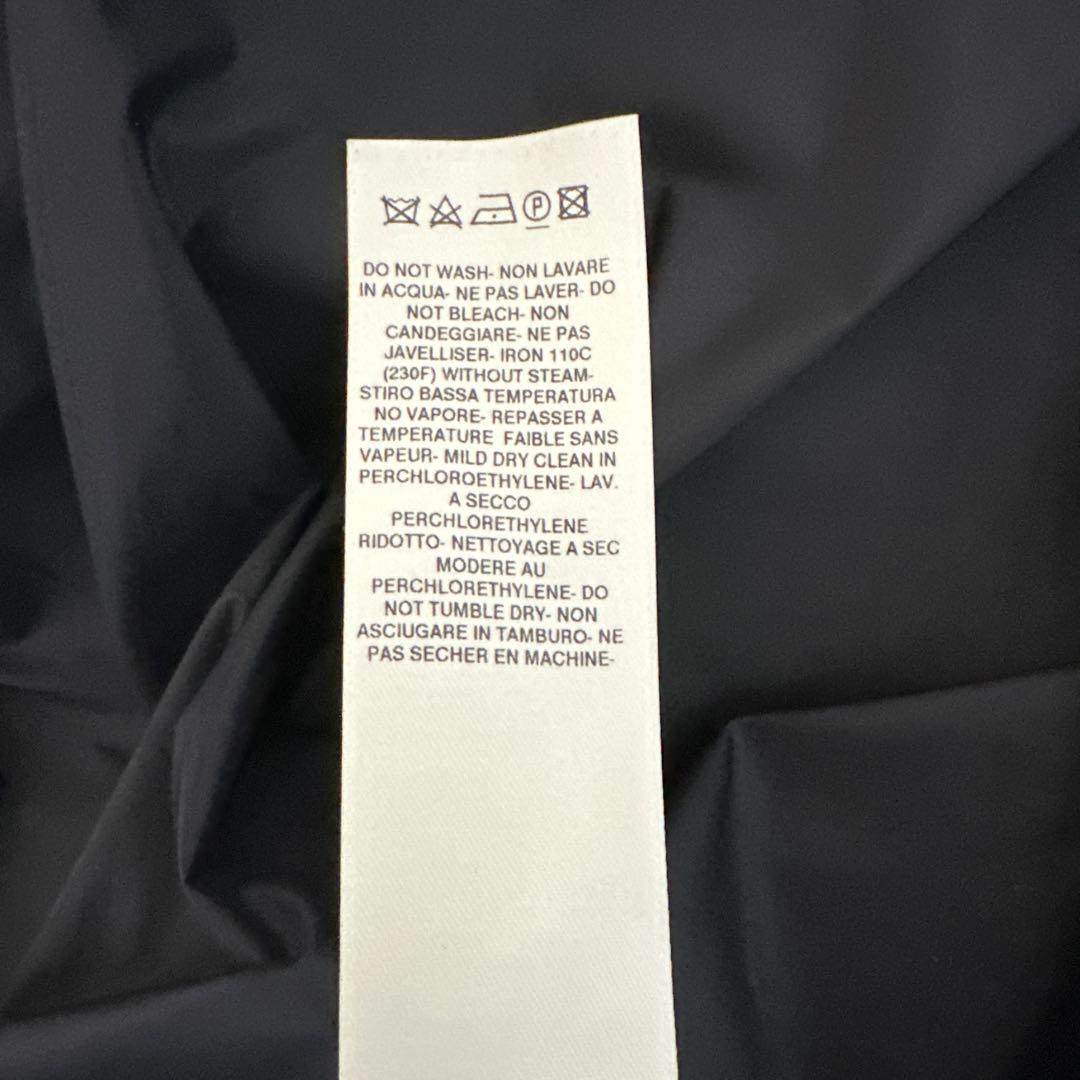 P
DO NOT WASH- NON LAVARE
IN ACQUA- NE PAS LAVER- DO
NOT BLEACH- NON
CANDEGGIARE- NE PAS
JAVELLISER- IRON 110C
(230F) WITHOUT STEAM-
STIRO BASSA TEMPERATURA
NO VAPORE- REPASSER A
TEMPERATURE FAIBLE SANS
VAPEUR- MILD DRY CLEAN IN
PERCHLOROETHYLENE- LAV.
A SECCO
PERCHLORETHYLENE
RIDOTTO- NETTOYAGE A SEC
MODERE AU
PERCHLORETHYLENE- DO
NOT TUMBLE DRY- NON
ASCIUGARE IN TAMBURO- NE
PAS SECHER EN MACHINE-